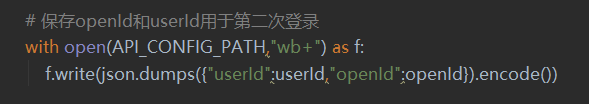 # 保存openId和userId用于第二次登录
with open(API_CONFIG_PATH,"wb+") as f:
f.write(json.dumps({"userId":userId,"openId":openId}).encode())